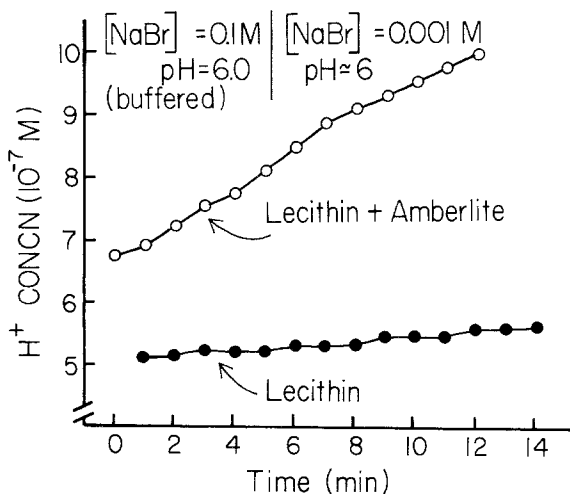 [NaBr] = 0.1M | [NaBr] = 0.001 M
pH=6.0 pH≃6
(buffered)
H+ CONCN (10-7 M)
10
9
8
7
6
5
Lecithin + Amberlite
Lecithin
0 2 4 6 8 10 12 14
Time (min)